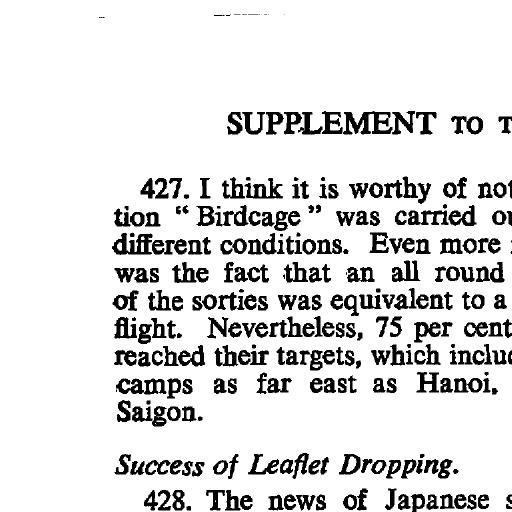 SUPPLEMENT TO T
427. I think it is worthy of not
tion “ Birdcage ” was carried ou
different conditions. Even more
was the fact that an all round
of the sorties was equivalent to a
flight. Nevertheless, 75 per cent
reached their targets, which includ
camps as far east as Hanoi,
Saigon.
Success of Leaflet Dropping.
428. The news of Japanese s